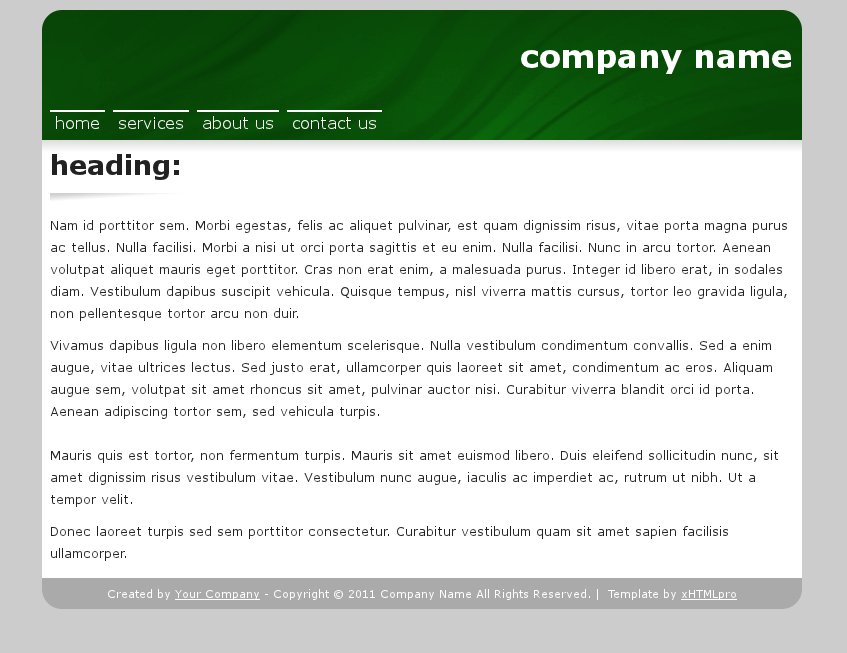 company name
home services about us contact us
heading:
Nam id porttitor sem. Morbi egestas, felis ac aliquet pulvinar, est quam dignissim risus, vitae porta magna purus
ac tellus. Nulla facilisi. Morbi a nisi ut orci porta sagittis et eu enim. Nulla facilisi. Nunc in arcu tortor. Aenean
volutpat aliquet mauris eget porttitor. Cras non erat enim, a malesuada purus. Integer id libero erat, in sodales
diam. Vestibulum dapibus suscipit vehicula. Quisque tempus, nisl viverra mattis cursus, tortor leo gravida ligula,
non pellentesque tortor arcu non duir.
Vivamus dapibus ligula non libero elementum scelerisque. Nulla vestibulum condimentum convallis. Sed a enim
augue, vitae ultrices lectus. Sed justo erat, ullamcorper quis laoreet sit amet, condimentum ac eros. Aliquam
augue sem, volutpat sit amet rhoncus sit amet, pulvinar auctor nisi. Curabitur viverra blandit orci id porta.
Aenean adipiscing tortor sem, sed vehicula turpis.
Mauris quis est tortor, non fermentum turpis. Mauris sit amet euismod libero. Duis eleifend sollicitudin nunc, sit
amet dignissim risus vestibulum vitae. Vestibulum nunc augue, iaculis ac imperdiet ac, rutrum ut nibh. Ut a
tempor velit.
Donec laoreet turpis sed sem porttitor consectetur. Curabitur vestibulum quam sit amet sapien facilisis
ullamcorper.
Created by Your Company - Copyright © 2011 Company Name All Rights Reserved. | Template by xHTMLpro